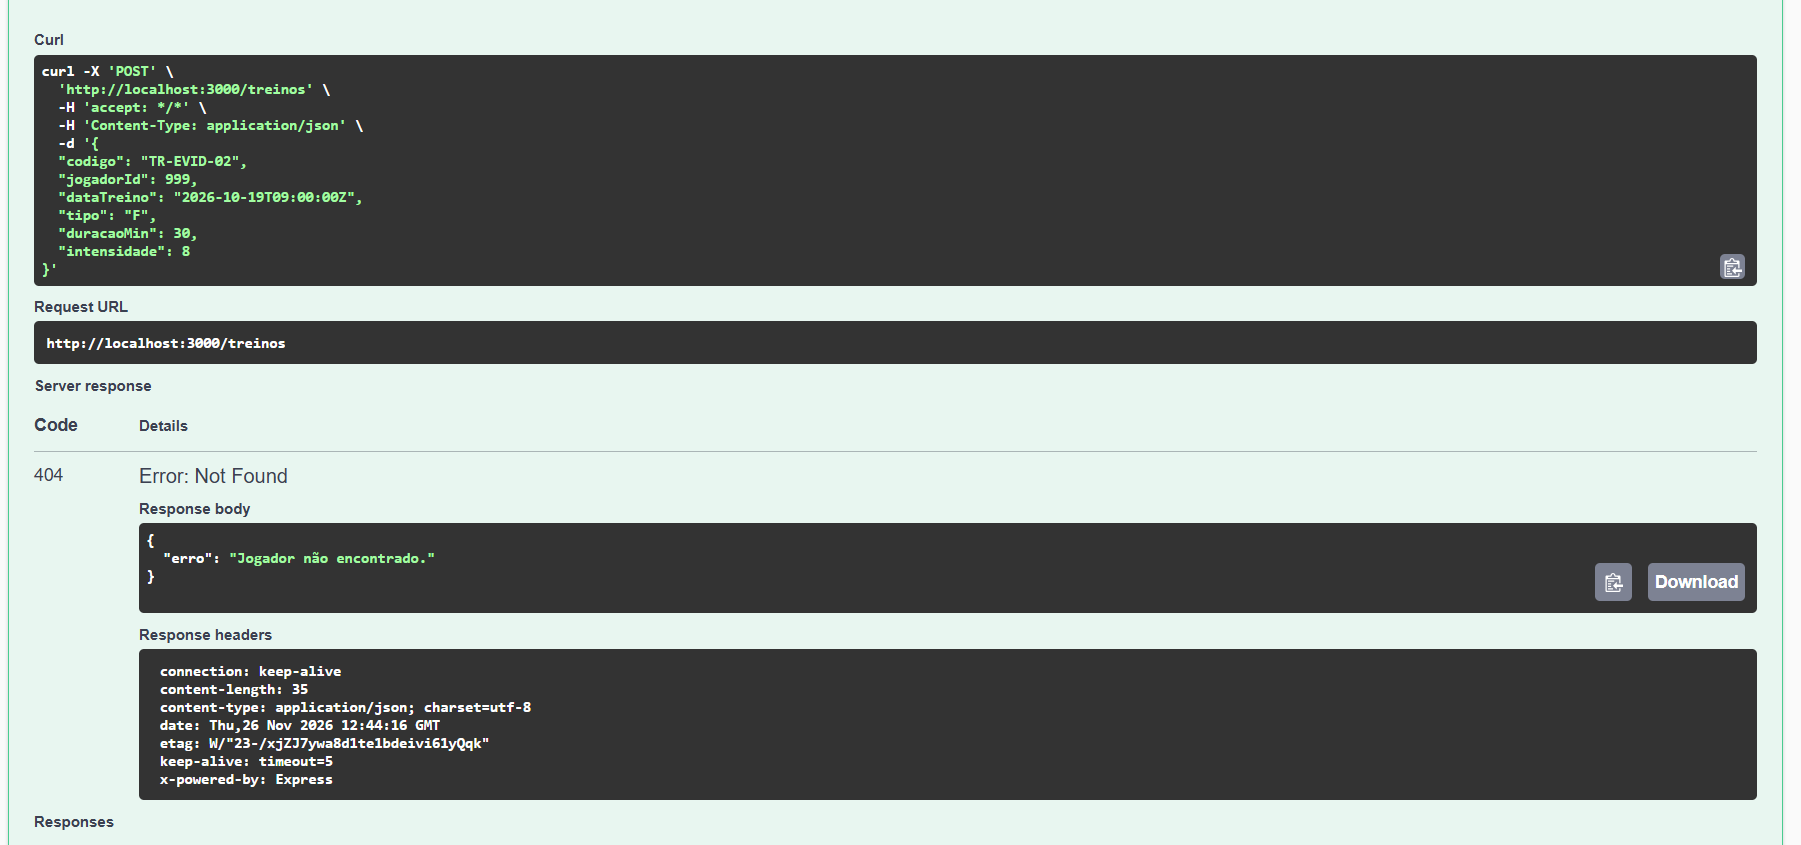 Curl
curl -X 'POST' \
'http://localhost:3000/treinos' \
-H 'accept: */*' \
-H 'Content-Type: application/json' \
-d '{
"codigo": "TR-EVID-02",
"jogadorId": 999,
"dataTreino": "2026-10-19T09:00:00Z",
"tipo": "F",
"duracaoMin": 30,
"intensidade": 8
}'
Request URL
http://localhost:3000/treinos
Server response
Code Details
404 Error: Not Found
Response body
{
"erro": "Jogador não encontrado."
}
Download
Response headers
connection: keep-alive
content-length: 35
content-type: application/json; charset=utf-8
date: Thu,26 Nov 2026 12:44:16 GMT
etag: W/"23-/xjZJ7ywa8d1te1bdeivi61yQqk"
keep-alive: timeout=5
x-powered-by: Express
Responses